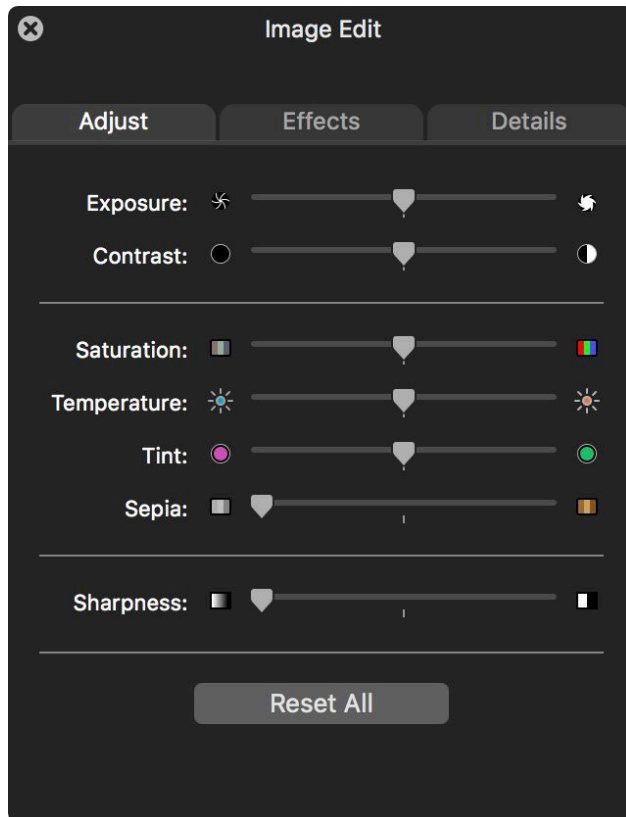 Image Edit
Adjust Effects Details
Exposure:
Contrast:
Saturation:
Temperature:
Tint:
Sepia:
Sharpness:
Reset All